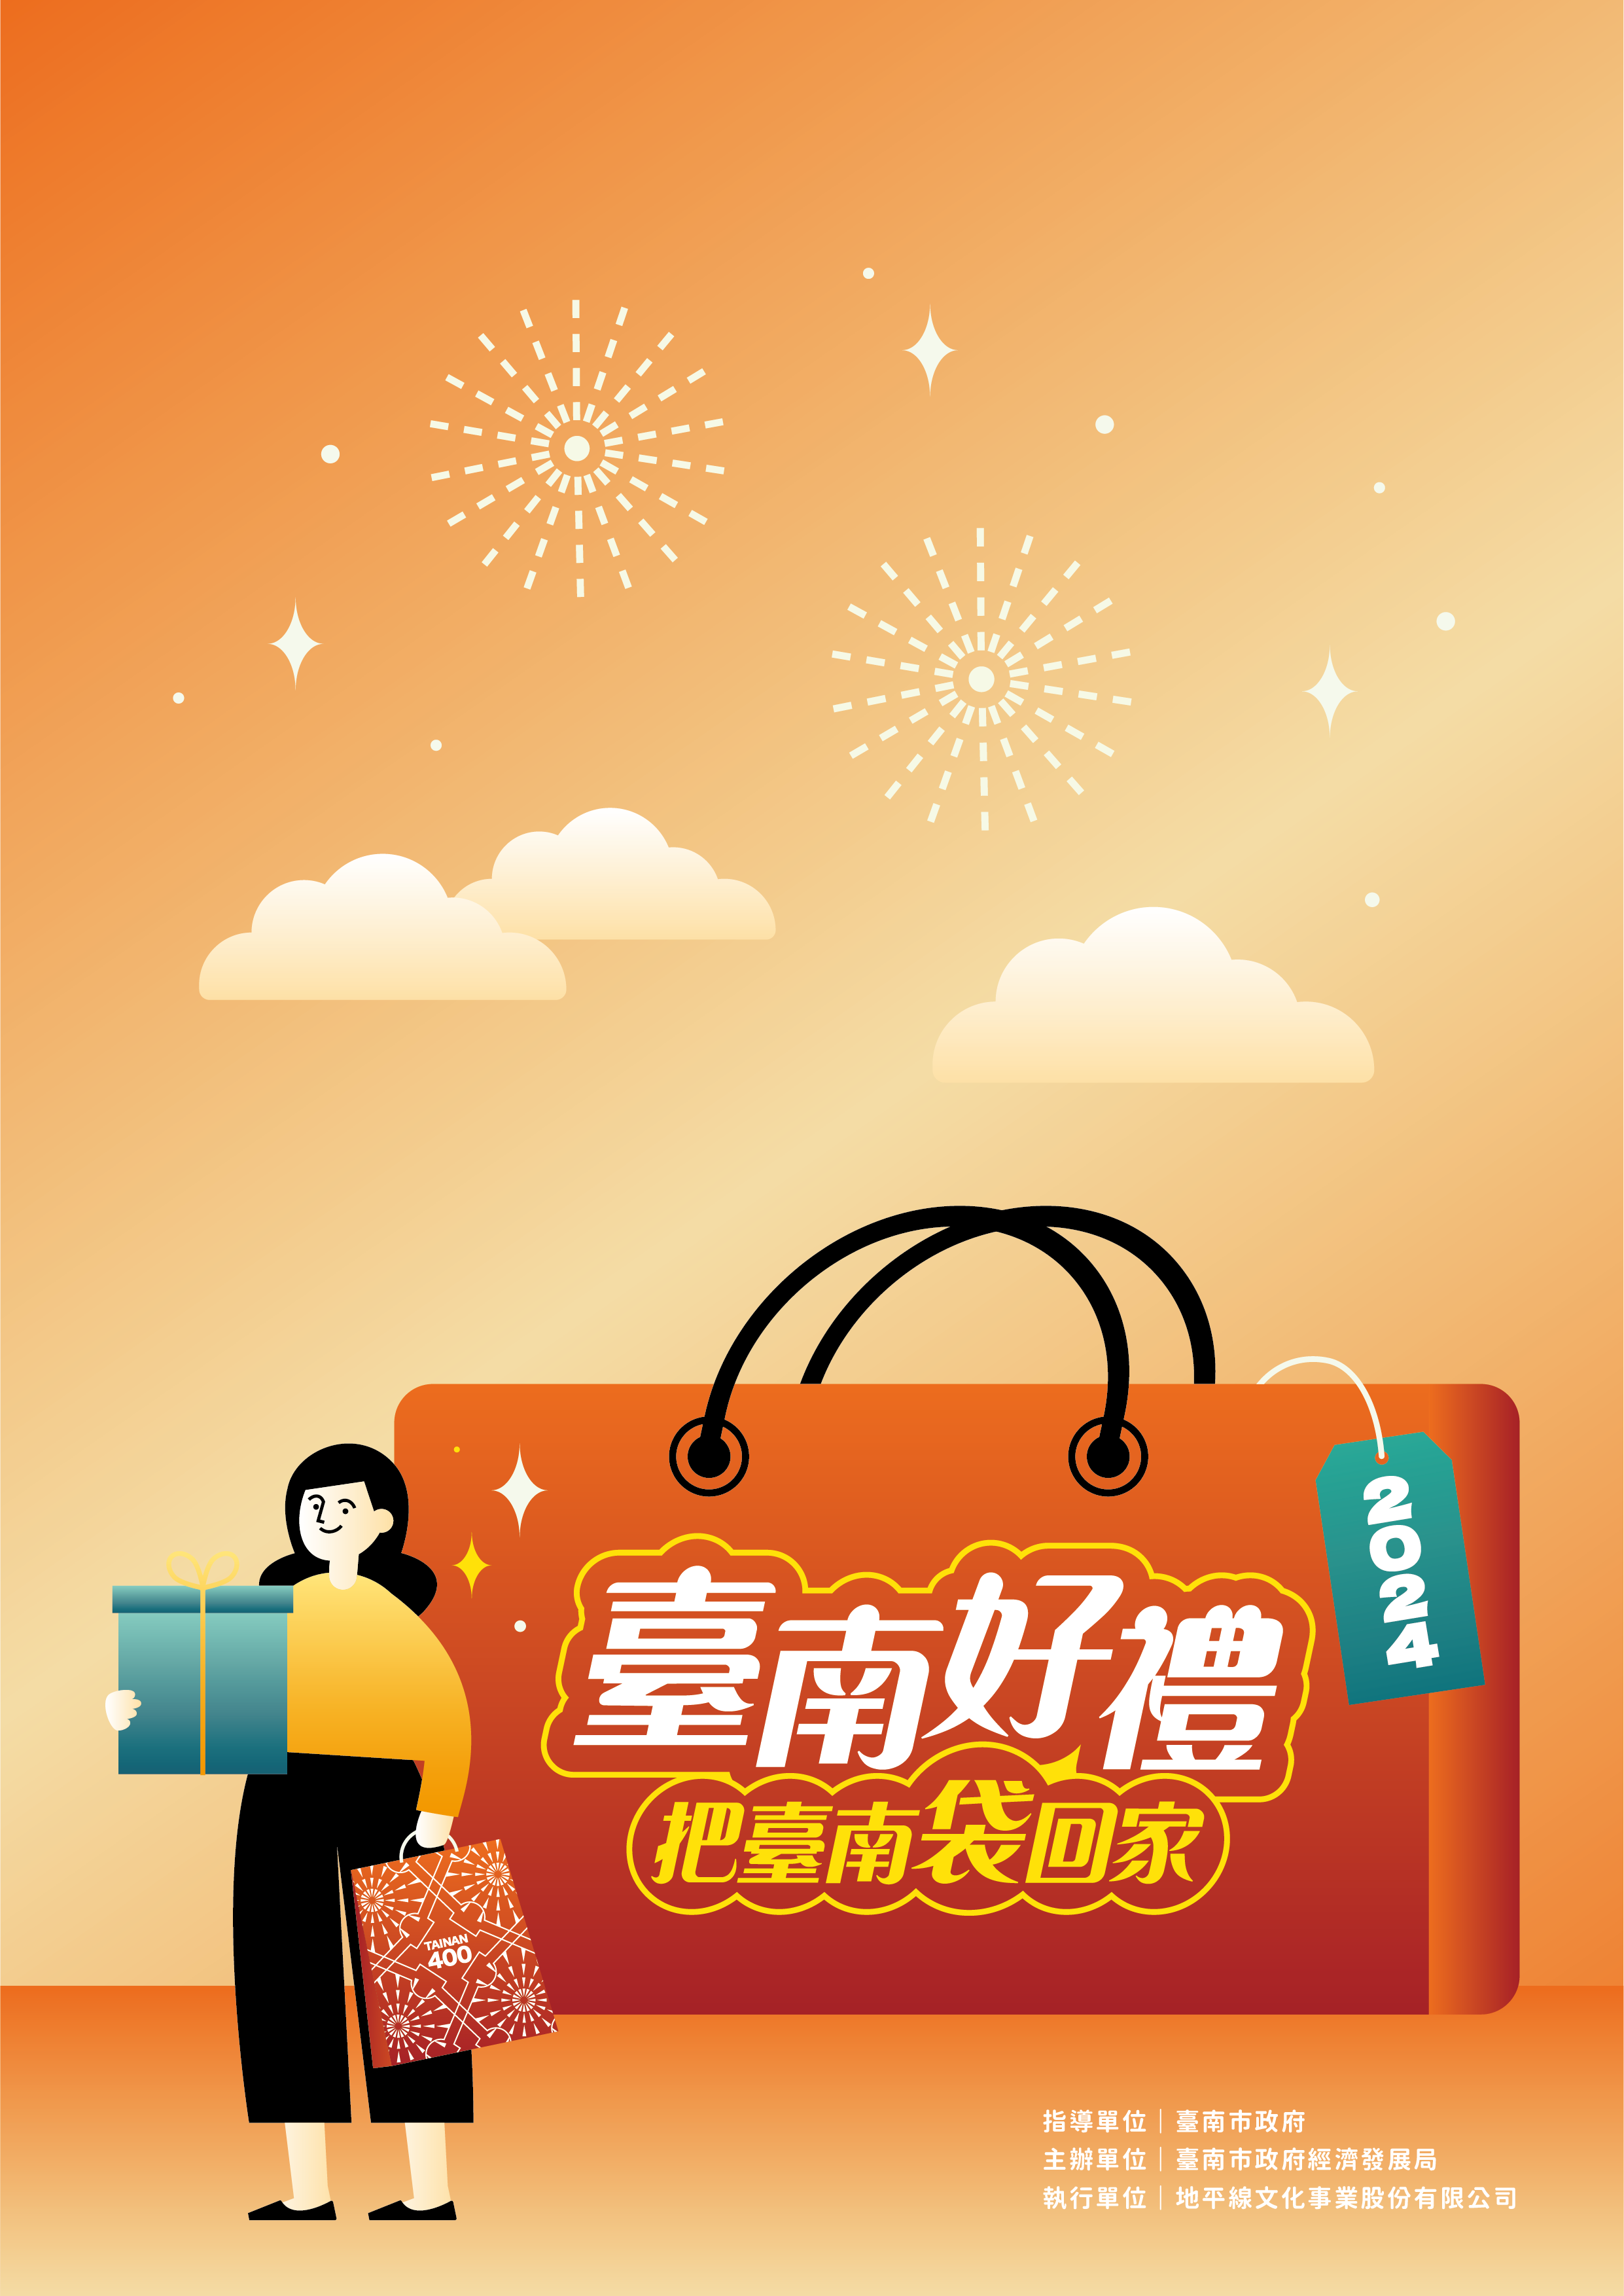 2024
臺南好禮
把臺南袋回家
TAINAN
400
指導單位｜臺南市政府
主辦單位｜臺南市政府經濟發展局
執行單位｜地平線文化事業股份有限公司